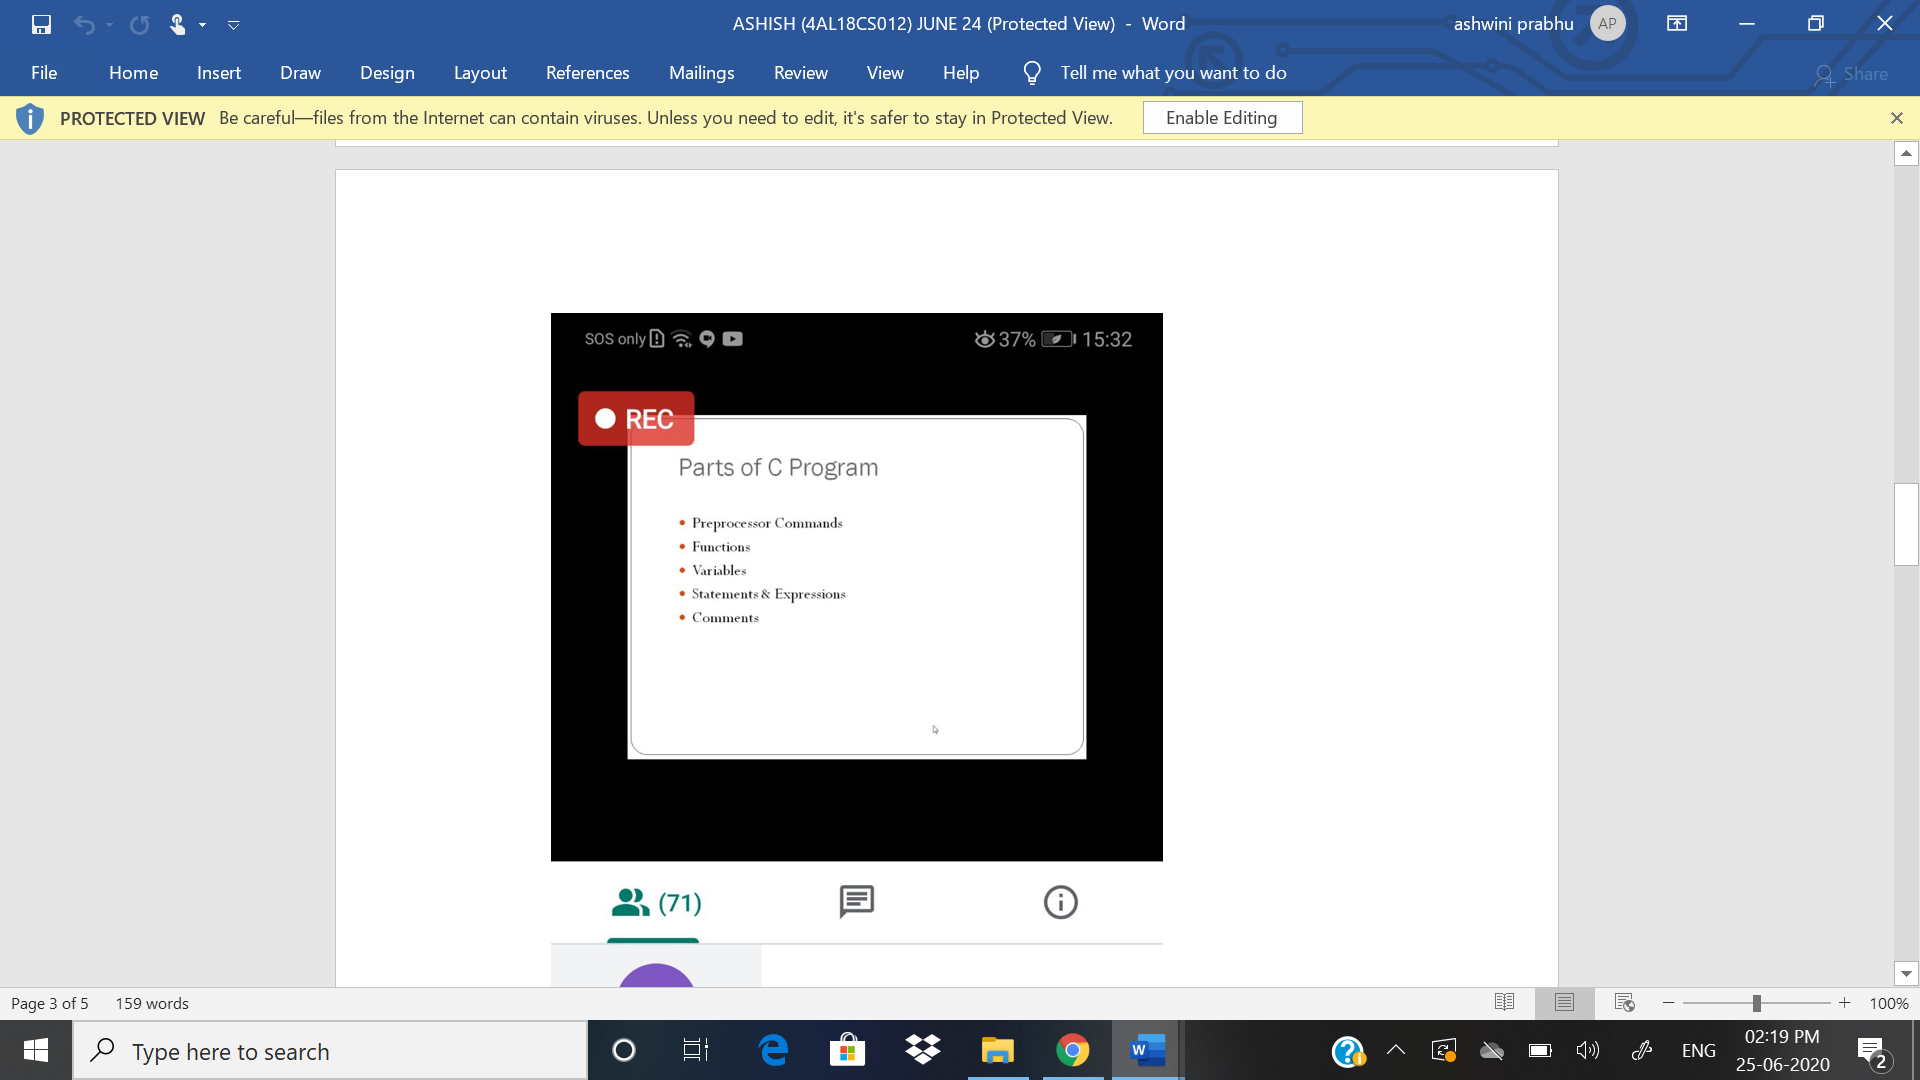 ASHISH (4AL18CS012) JUNE 24 (Protected View) - Word
ashwini prabhu AP
File Home Insert Draw Design Layout References Mailings Review View Help Tell me what you want to do Share
PROTECTED VIEW Be careful—files from the Internet can contain viruses. Unless you need to edit, it's safer to stay in Protected View. Enable Editing
SOS only 37% 15:32
REC
Parts of C Program
• Preprocessor Commands
• Functions
• Variables
• Statements & Expressions
• Comments
(71)
Page 3 of 5 159 words 100%
Type here to search
W
ENG
02:19 PM
25-06-2020
2